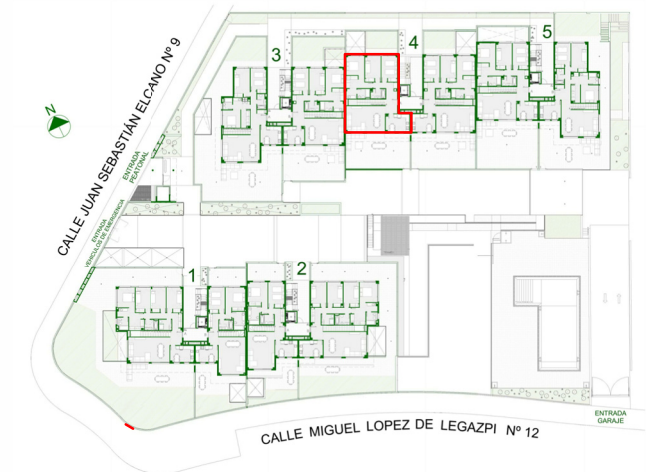 CALLE JUAN SEBASTIÁN ELCANO Nº 9
3
4
5
N
ENTRADA
PEATONAL
ENTRADA
VEHICULOS DE EMERGENCIA
1
2
CALLE MIGUEL LOPEZ DE LEGAZPI Nº 12
ENTRADA
GARAJE